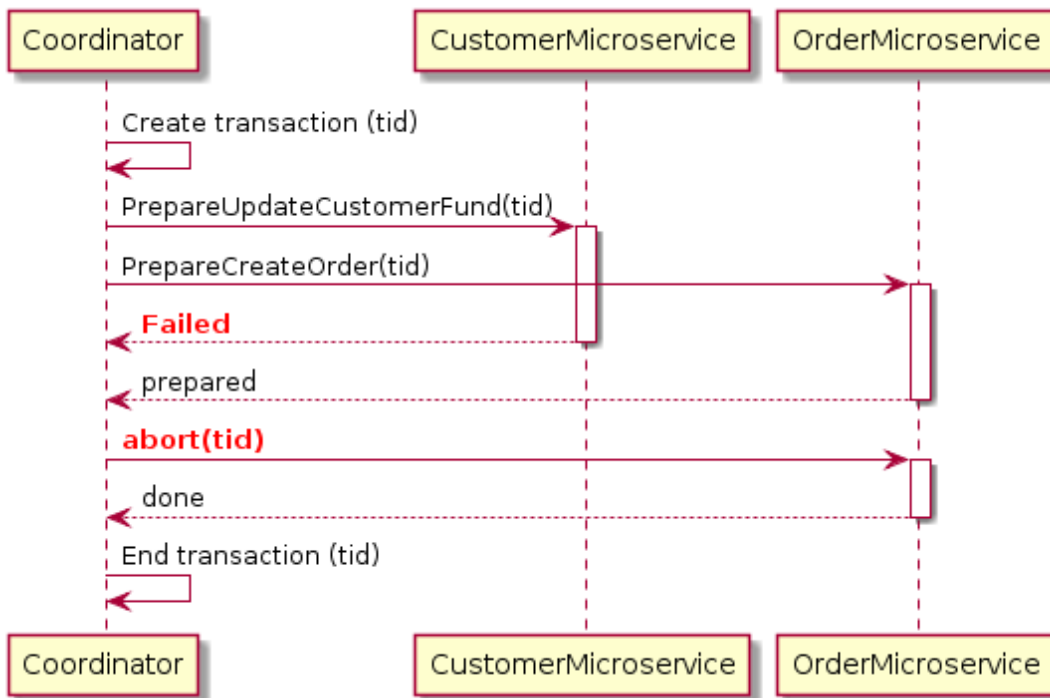 Coordinator CustomerMicroservice OrderMicroservice
Create transaction (tid)
PrepareUpdateCustomerFund(tid)
PrepareCreateOrder(tid)
Failed
prepared
abort(tid)
done
End transaction (tid)
Coordinator CustomerMicroservice OrderMicroservice